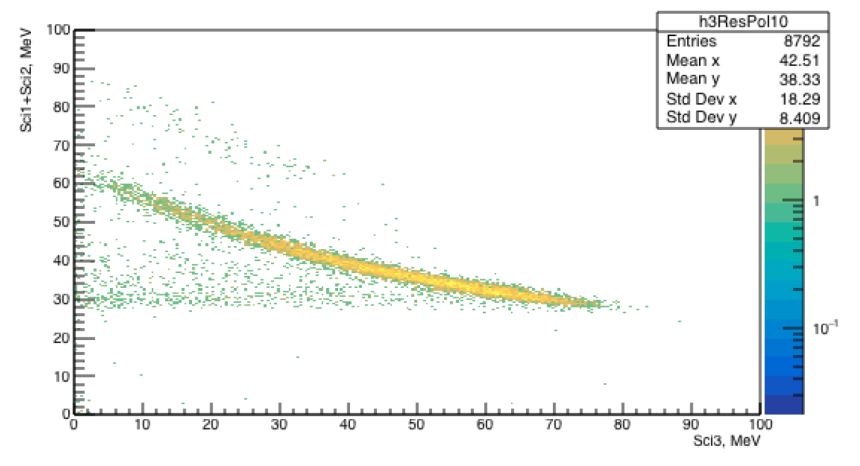 h3ResPol10
Entries 8792
Mean x 42.51
Mean y 38.33
Std Dev x 18.29
Std Dev y 8.409
Sci1+Sci2, MeV
100
90
80
70
60
50
40
30
20
10
0
0 10 20 30 40 50 60 70 80 90 100
Sci3, MeV
1
10⁻¹